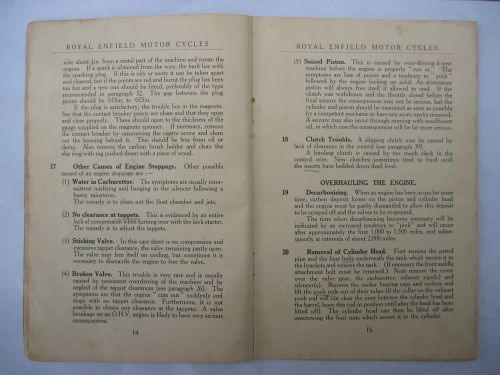 ROYAL ENFIELD MOTOR CYCLES
wire about 1/8in. from a metal part of the machine and rotate the
engine. If a spark is obtained from the wire, the fault lies with
the sparking plug. If this is oily or sooty it can be taken apart
and cleaned, but if the points are red and burnt the plug has been
too hot and a new one should be fitted, preferably of the type
recommended in paragraph 32. The gap between the plug
points should be ·018in. to ·025in.
If the plug is satisfactory, the trouble lies in the magneto.
See that the contact breaker points are clean and that they open
and close properly. These should open to the thickness of the
gauge supplied on the magneto spanner. If necessary, remove
the contact breaker by unscrewing the centre screw and clean
out the housing behind it. This should be free from oil or
damp. Also remove the carbon brush holder and clean the
slip ring with rag pushed down with a piece of wood.
17 Other Causes of Engine Stoppage. Other possible
causes of an engine stoppage are :—
(1) Water in Carburetter. The symptoms are usually inter-
mittent misfiring and banging in the silencer following a
heavy rainstorm.
The remedy is to clean out the float chamber and jets.
(2) No clearance at tappets. This is evidenced by an entire
lack of compression when turning over with the kick starter.
The remedy is to adjust the tappets.
(3) Sticking Valve. In this case there is no compression and
excessive tappet clearance, the valve remaining partly open.
The valve may free itself on cooling, but sometimes it is
necessary to dismantle the engine to free the valve.
(4) Broken Valve. This trouble is very rare and is usually
caused by consistent overdriving of the machine and by
neglect of the tappet clearances (see paragraph 26). The
symptoms are that the engine "cuts out" suddenly and
stops with no tappet clearance. Furthermore, it is not
possible to obtain any clearance at the tappets. A valve
breakage on an O.H.V. engine is likely to have very serious
consequences.
14
ROYAL ENFIELD MOTOR CYCLES
(5) Seized Piston. This is caused by over-driving a new
machine before the engine is properly "run in." The
symptoms are loss of power and a tendency to "pink"
followed by the engine locking up solid. An aluminium
piston will always free itself if allowed to cool. If the
clutch was withdrawn and the throttle closed before the
final seizure the consequences may not be serious, but the
cylinder and piston should be examined as soon as possible
by a competent mechanic to have any score marks removed.
A seizure may also occur through running with insufficient
oil, in which case the consequences will be far more serious.
18 Clutch Trouble. A slipping clutch may be caused by
lack of clearance in the control (see paragraph 39).
A binding clutch is caused by too much slack in the
control wire. New clutches sometimes tend to bind until
the inserts have bedded down dead level.
OVERHAULING THE ENGINE.
19 Decarbonising. When an engine has been in use for some
time, carbon deposit forms on the piston and cylinder head
and the engine must be partly dismantled to allow this deposit
to be scraped off and the valves to be re-ground.
The time when decarbonising becomes necessary will be
indicated by an increased tendency to "pink" and will occur
after approximately the first 1,000 to 1,500 miles, and subse-
quently at intervals of about 2,000 miles.
20 Removal of Cylinder Head. First remove the petrol
pipe and the four bolts underneath the tank which secure it to
the brackets and remove the tank. (If necessary the front saddle
attachment bolt must be removed.) Next remove the cover
over the valve gear, the carburetter, exhaust pipe(s) and
silencer(s). Remove the rocker bearing caps and rockers and
lift the push rods out of their tubes (if the collar on the exhaust
push rod will not clear the joint between the cylinder head and
the barrel, leave this rod in position until after the head has been
lifted off). The cylinder head can then be lifted off after
unscrewing the four nuts which secure it to the cylinder.
15